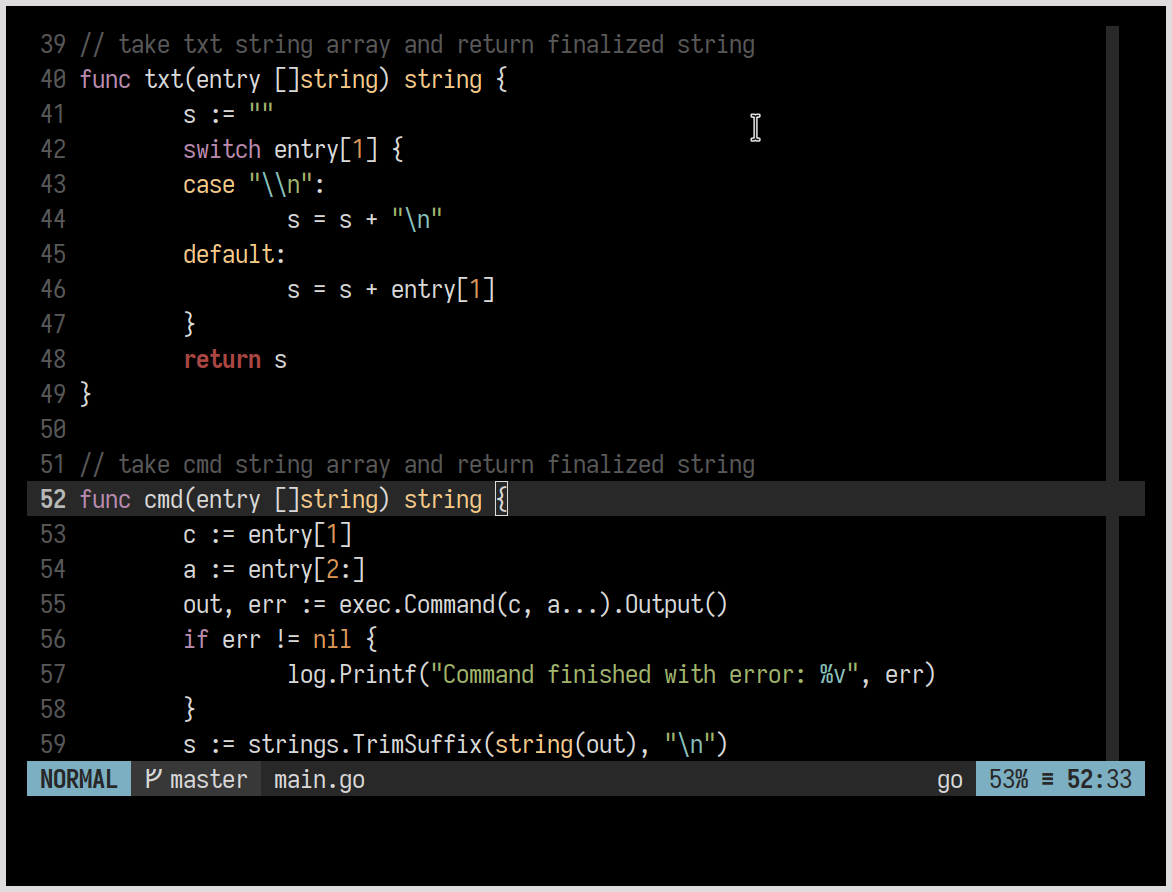 39 // take txt string array and return finalized string
40 func txt(entry []string) string {
41         s := ""
42         switch entry[1] {
43         case "\\n":
44                 s = s + "\n"
45         default:
46                 s = s + entry[1]
47         }
48         return s
49 }
50
51 // take cmd string array and return finalized string
52 func cmd(entry []string) string {
53         c := entry[1]
54         a := entry[2:]
55         out, err := exec.Command(c, a...).Output()
56         if err != nil {
57                 log.Printf("Command finished with error: %v", err)
58         }
59         s := strings.TrimSuffix(string(out), "\n")
NORMAL master main.go go 53% ≡ 52:33